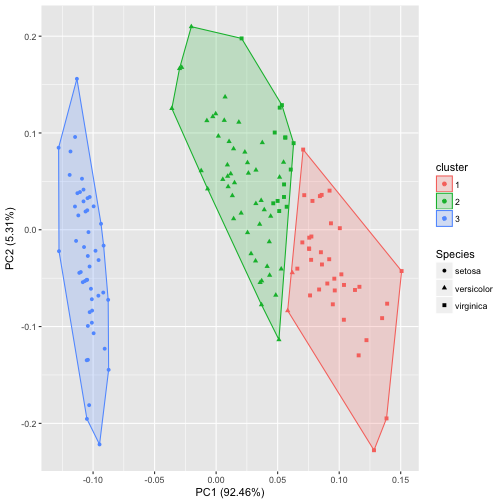 0.2
0.1
0.0
-0.1
-0.2
PC2 (5.31%)
-0.10
-0.05
0.00
0.05
0.10
0.15
PC1 (92.46%)
cluster
1
2
3
Species
setosa
versicolor
virginica